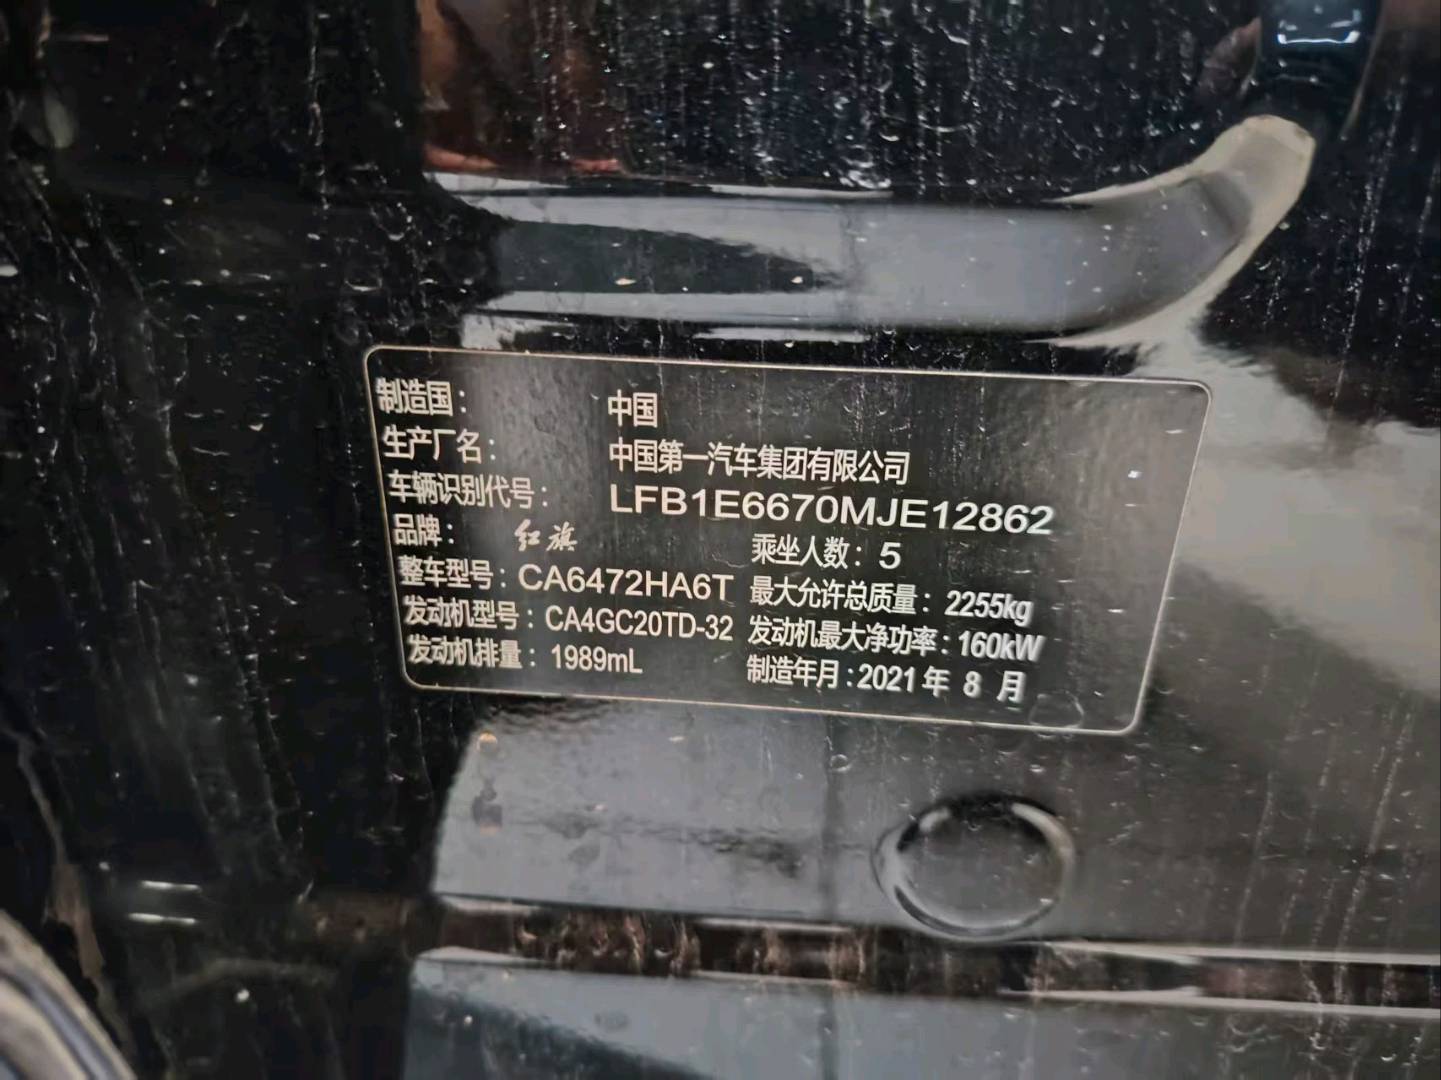 制造国： 中国
生产厂名： 中国第一汽车集团有限公司
车辆识别代号： LFB1E6670MJE12862
品牌： 红旗 乘坐人数：5
整车型号：CA6472HA6T 最大允许总质量：2255kg
发动机型号：CA4GC20TD-32 发动机最大净功率：160kW
发动机排量：1989mL 制造年月：2021年 8 月